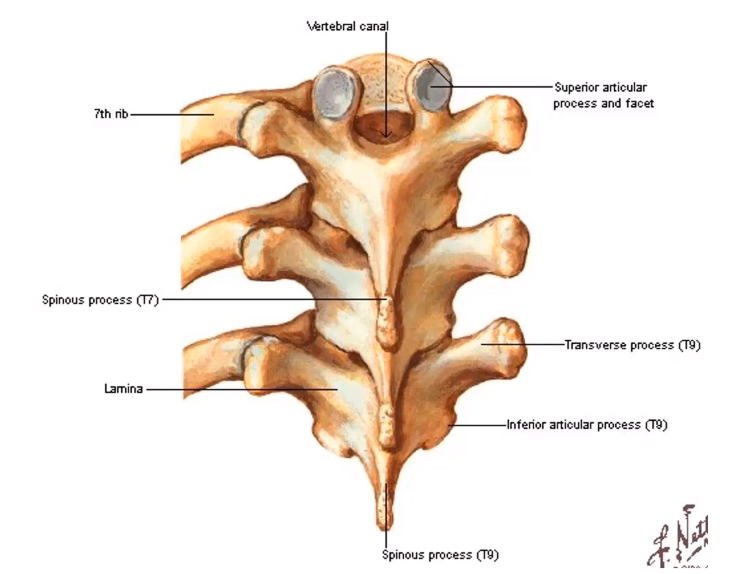 Vertebral canal
Superior articular
process and facet
7th rib
Spinous process (T7)
Transverse process (T9)
Lamina
Inferior articular process (T9)
Spinous process (T9)